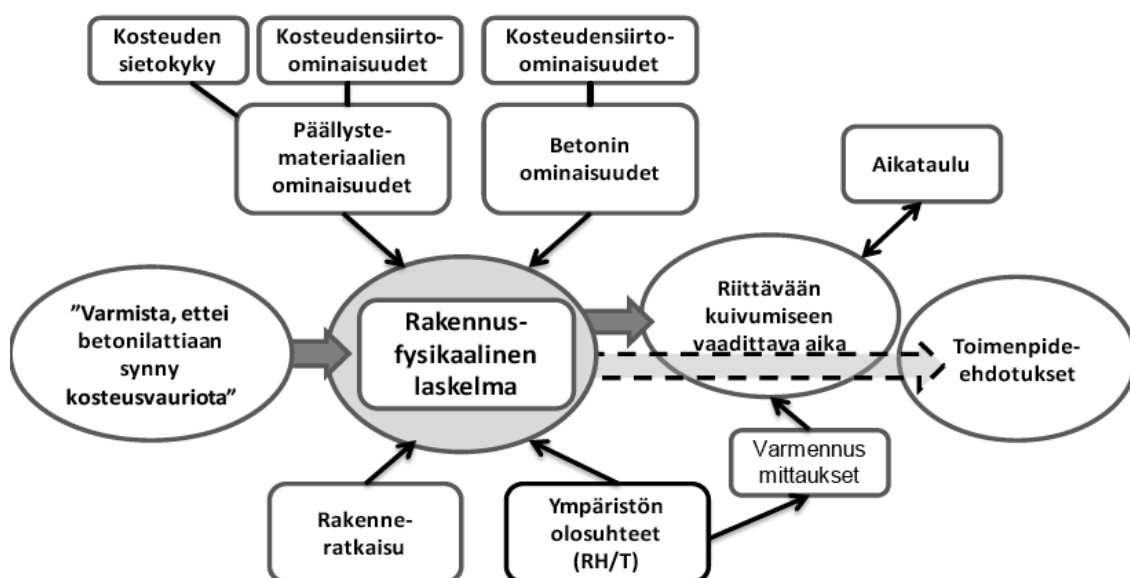 Kosteuden
sietokyky
Kosteudensiirto-
ominaisuudet
Kosteudensiirto-
ominaisuudet
Päällyste-
materiaalien
ominaisuudet
Betonin
ominaisuudet
Aikataulu
”Varmista, ettei
betonilattiaan
synny
kosteusvauriota”
Rakennus-
fysikaalinen
laskelma
Riittävään
kuivumiseen
vaadittava aika
Toimenpide-
ehdotukset
Rakenne-
ratkaisu
Ympäristön
olosuhteet
(RH/T)
Varmennus
mittaukset